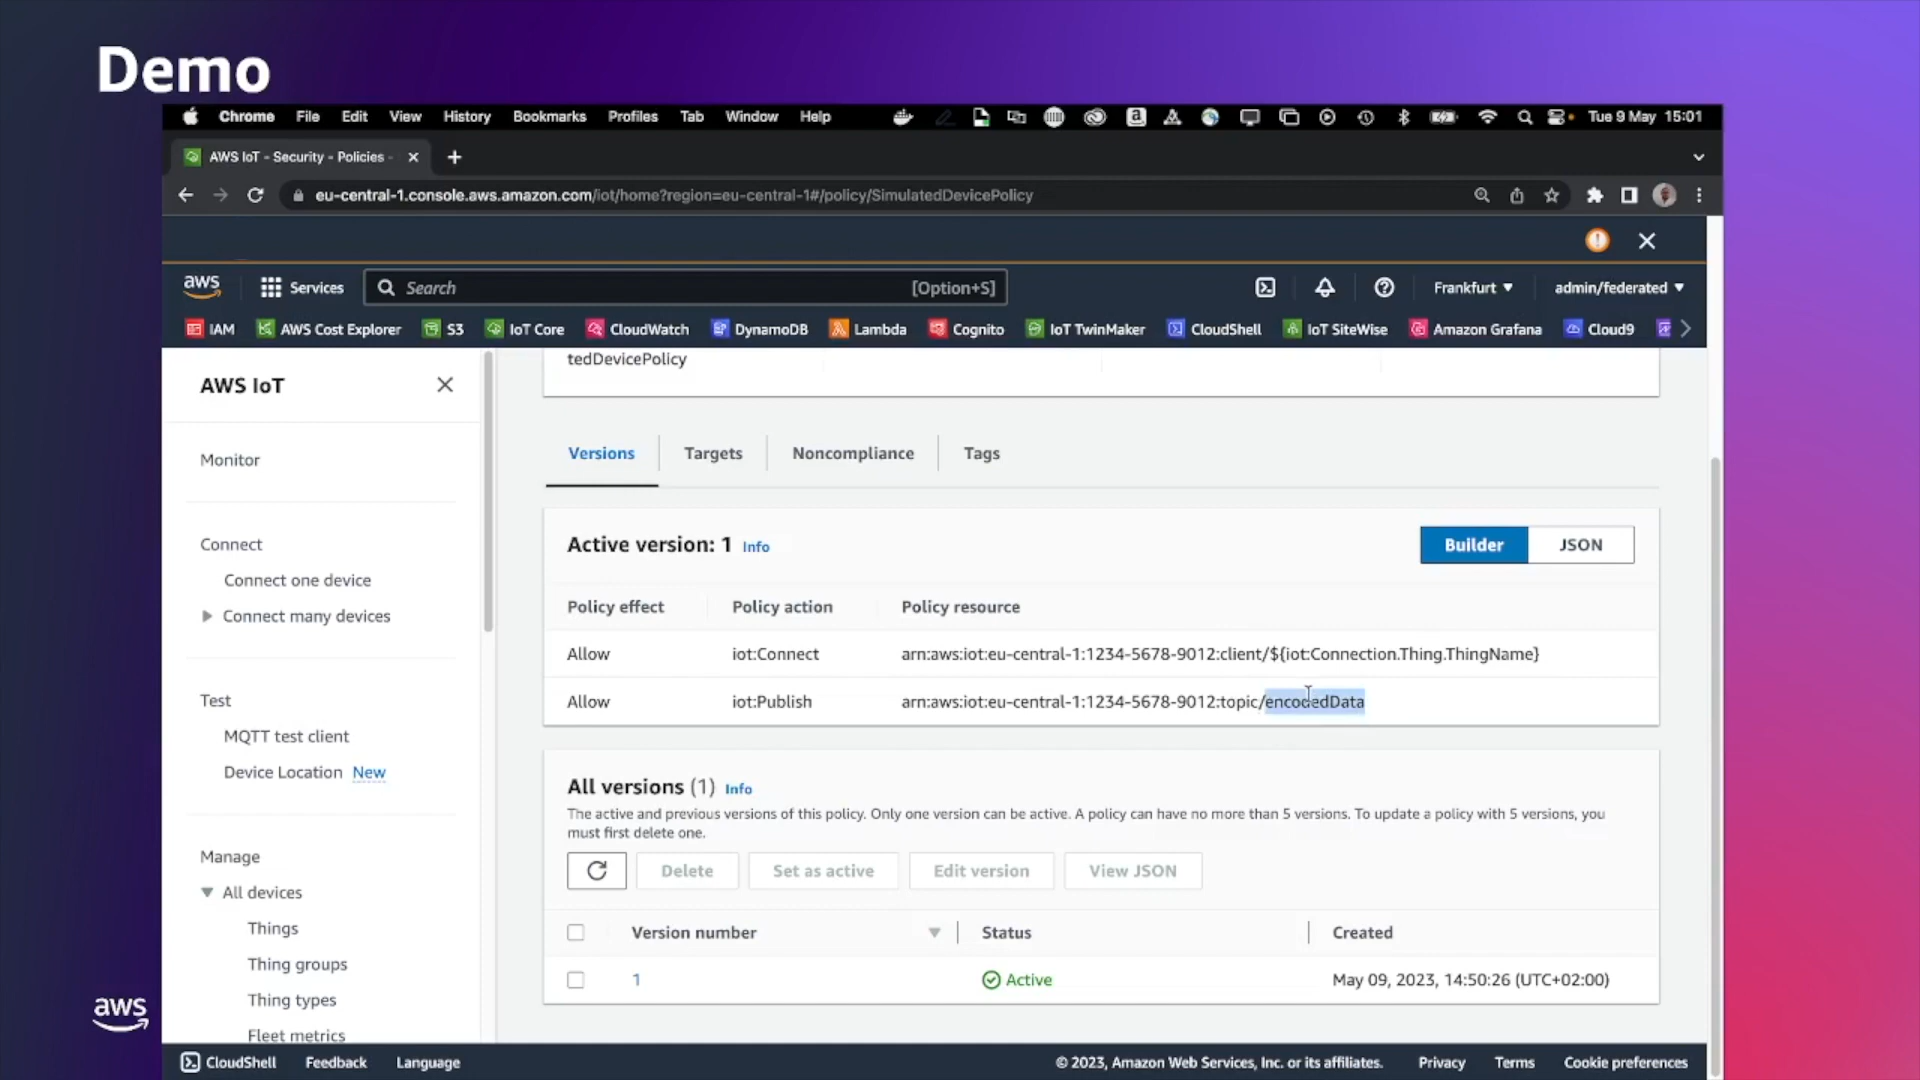 Demo
Chrome File Edit View History Bookmarks Profiles Tab Window Help Tue 9 May 15:01
AWS IoT - Security - Policies -
eu-central-1.console.aws.amazon.com/iot/home?region=eu-central-1#/policy/SimulatedDevicePolicy
aws Services Search [Option+S] Frankfurt admin/federated
IAM AWS Cost Explorer S3 IoT Core CloudWatch DynamoDB Lambda Cognito IoT TwinMaker CloudShell IoT SiteWise Amazon Grafana Cloud9
tedDevicePolicy
AWS IoT
Monitor
Connect
Connect one device
Connect many devices
Test
MQTT test client
Device Location New
Manage
All devices
Things
Thing groups
Thing types
Fleet metrics
Versions Targets Noncompliance Tags
Active version: 1 Info Builder JSON
Policy effect Policy action Policy resource
Allow iot:Connect arn:aws:iot:eu-central-1:1234-5678-9012:client/${iot:Connection.Thing.ThingName}
Allow iot:Publish arn:aws:iot:eu-central-1:1234-5678-9012:topic/encodedData
All versions (1) Info
The active and previous versions of this policy. Only one version can be active. A policy can have no more than 5 versions. To update a policy with 5 versions, you
must first delete one.
Delete Set as active Edit version View JSON
Version number Status Created
1 Active May 09, 2023, 14:50:26 (UTC+02:00)
aws
CloudShell Feedback Language © 2023, Amazon Web Services, Inc. or its affiliates. Privacy Terms Cookie preferences